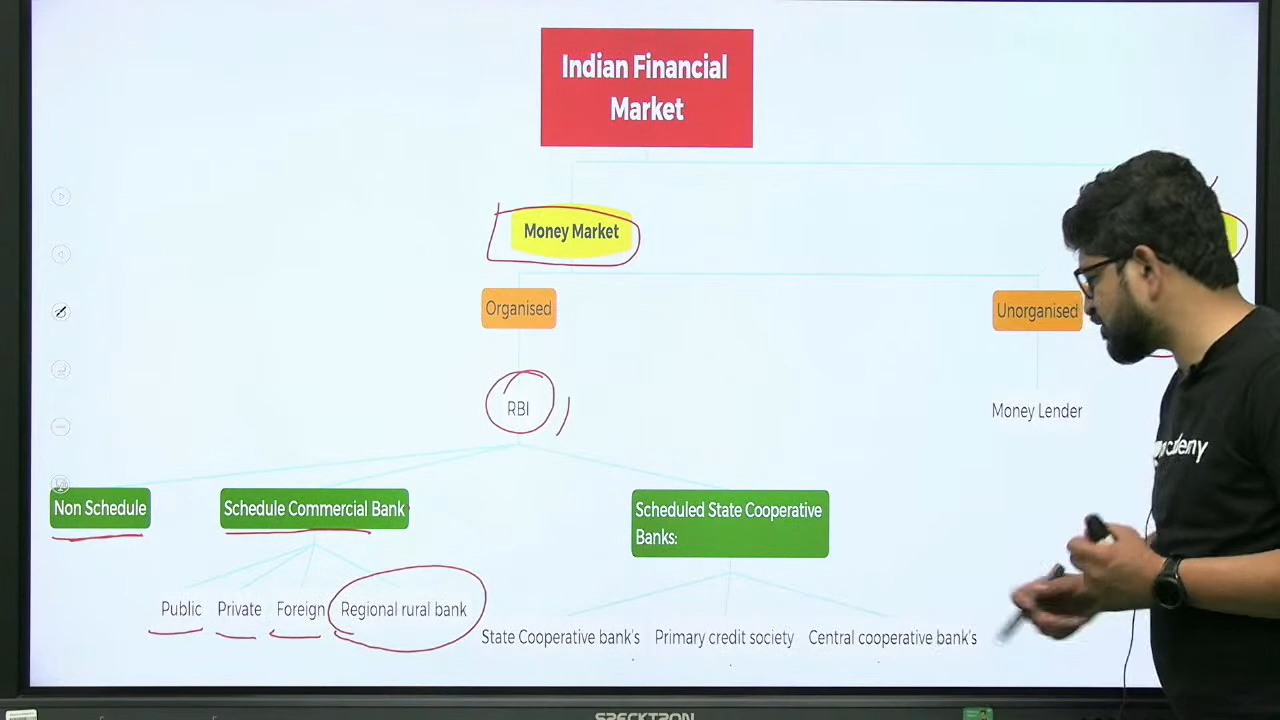 Indian Financial
Market
Money Market
Organised
Unorganised
RBI
Money Lender
Non Schedule
Schedule Commercial Bank
Scheduled State Cooperative
Banks:
Public
Private
Foreign
Regional rural bank
State Cooperative bank's
Primary credit society
Central cooperative bank's
SPECKTRON